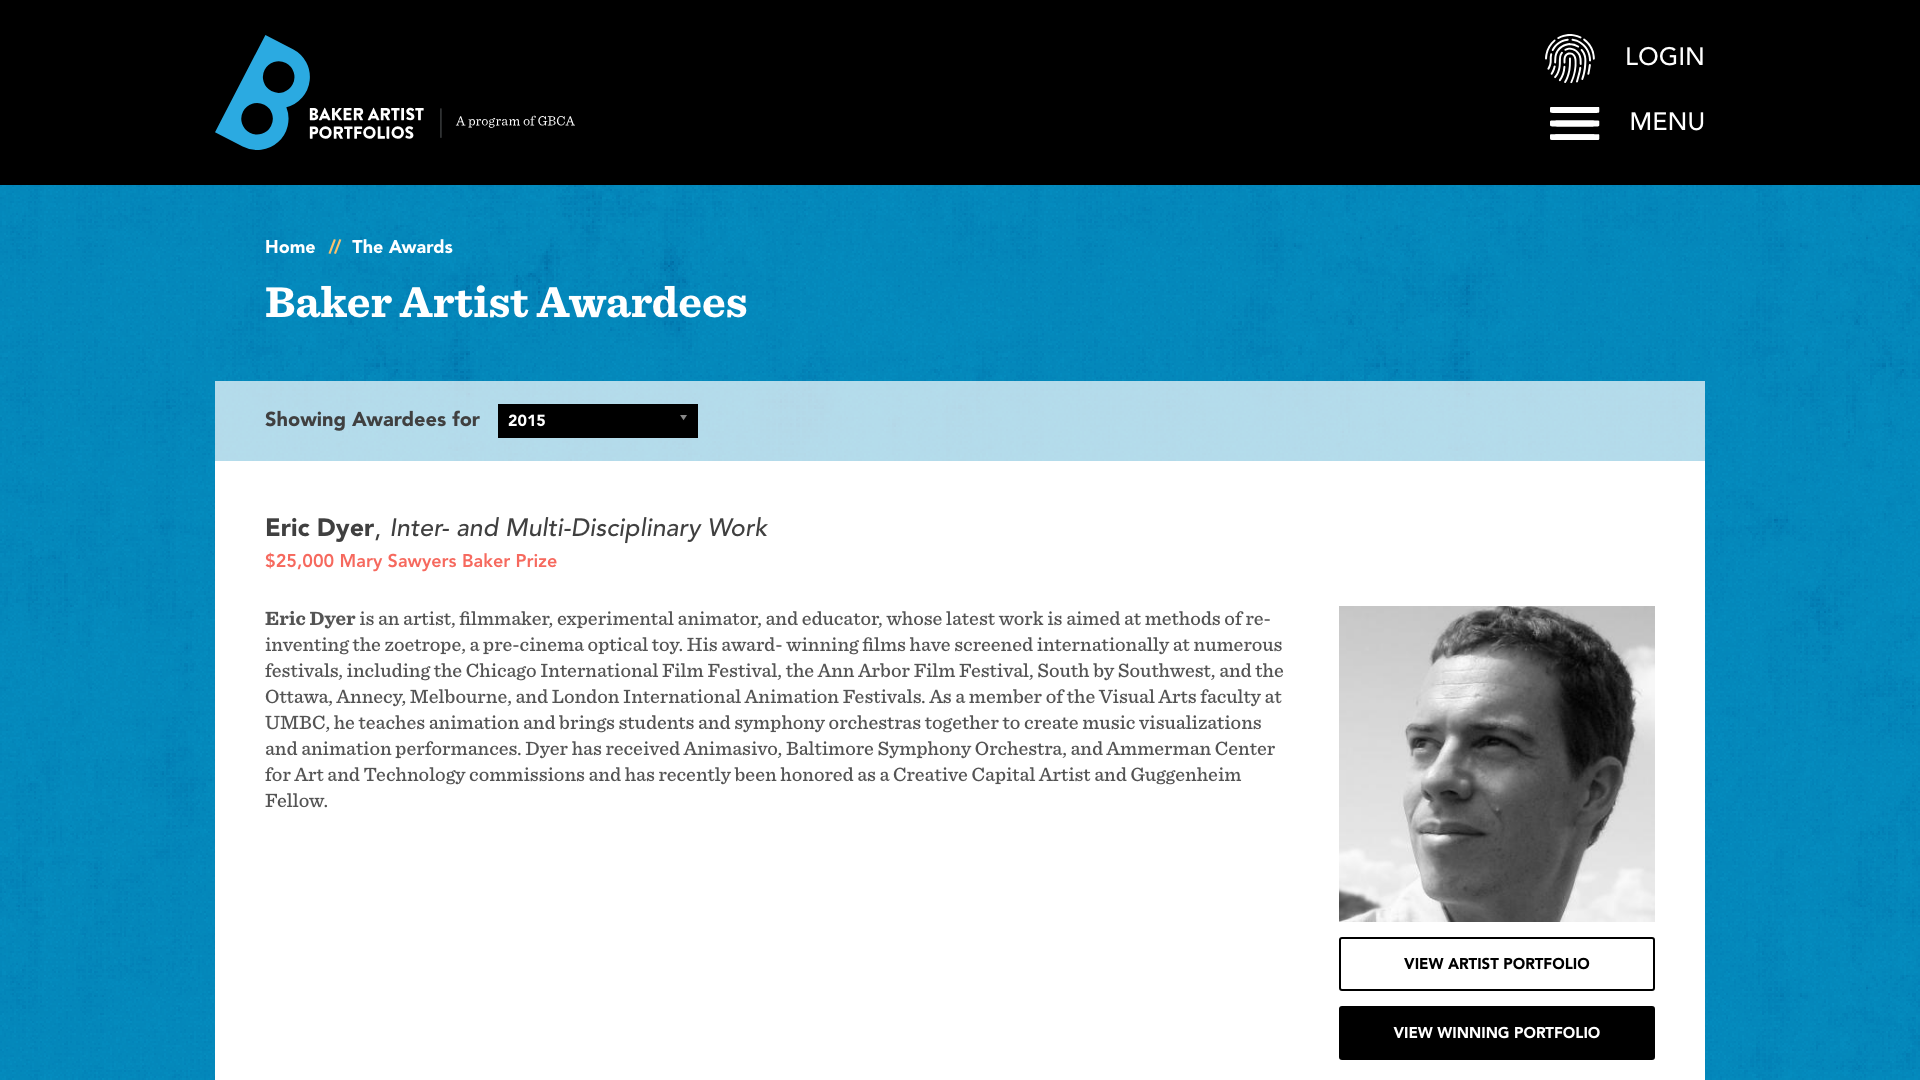 BAKER ARTIST
PORTFOLIOS
A program of GBCA
LOGIN
MENU
Home // The Awards
Baker Artist Awardees
Showing Awardees for 2015
Eric Dyer, Inter- and Multi-Disciplinary Work
$25,000 Mary Sawyers Baker Prize
Eric Dyer is an artist, filmmaker, experimental animator, and educator, whose latest work is aimed at methods of re-
inventing the zoetrope, a pre-cinema optical toy. His award- winning films have screened internationally at numerous
festivals, including the Chicago International Film Festival, the Ann Arbor Film Festival, South by Southwest, and the
Ottawa, Annecy, Melbourne, and London International Animation Festivals. As a member of the Visual Arts faculty at
UMBC, he teaches animation and brings students and symphony orchestras together to create music visualizations
and animation performances. Dyer has received Animasivo, Baltimore Symphony Orchestra, and Ammerman Center
for Art and Technology commissions and has recently been honored as a Creative Capital Artist and Guggenheim
Fellow.
VIEW ARTIST PORTFOLIO
VIEW WINNING PORTFOLIO